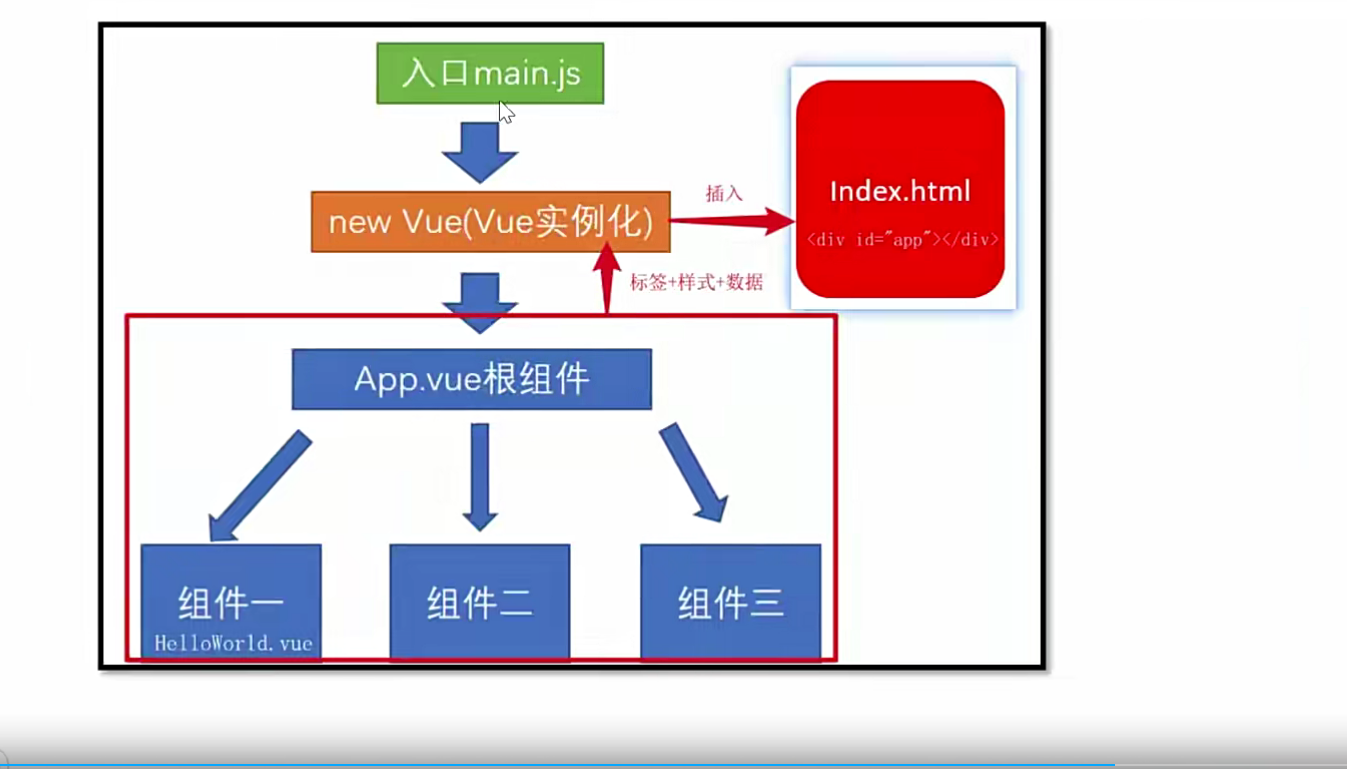 入口main.js
new Vue(Vue实例化)
插入
Index.html
<div id="app"></div>
标签+样式+数据
App.vue根组件
组件一
HelloWorld.vue
组件二
组件三